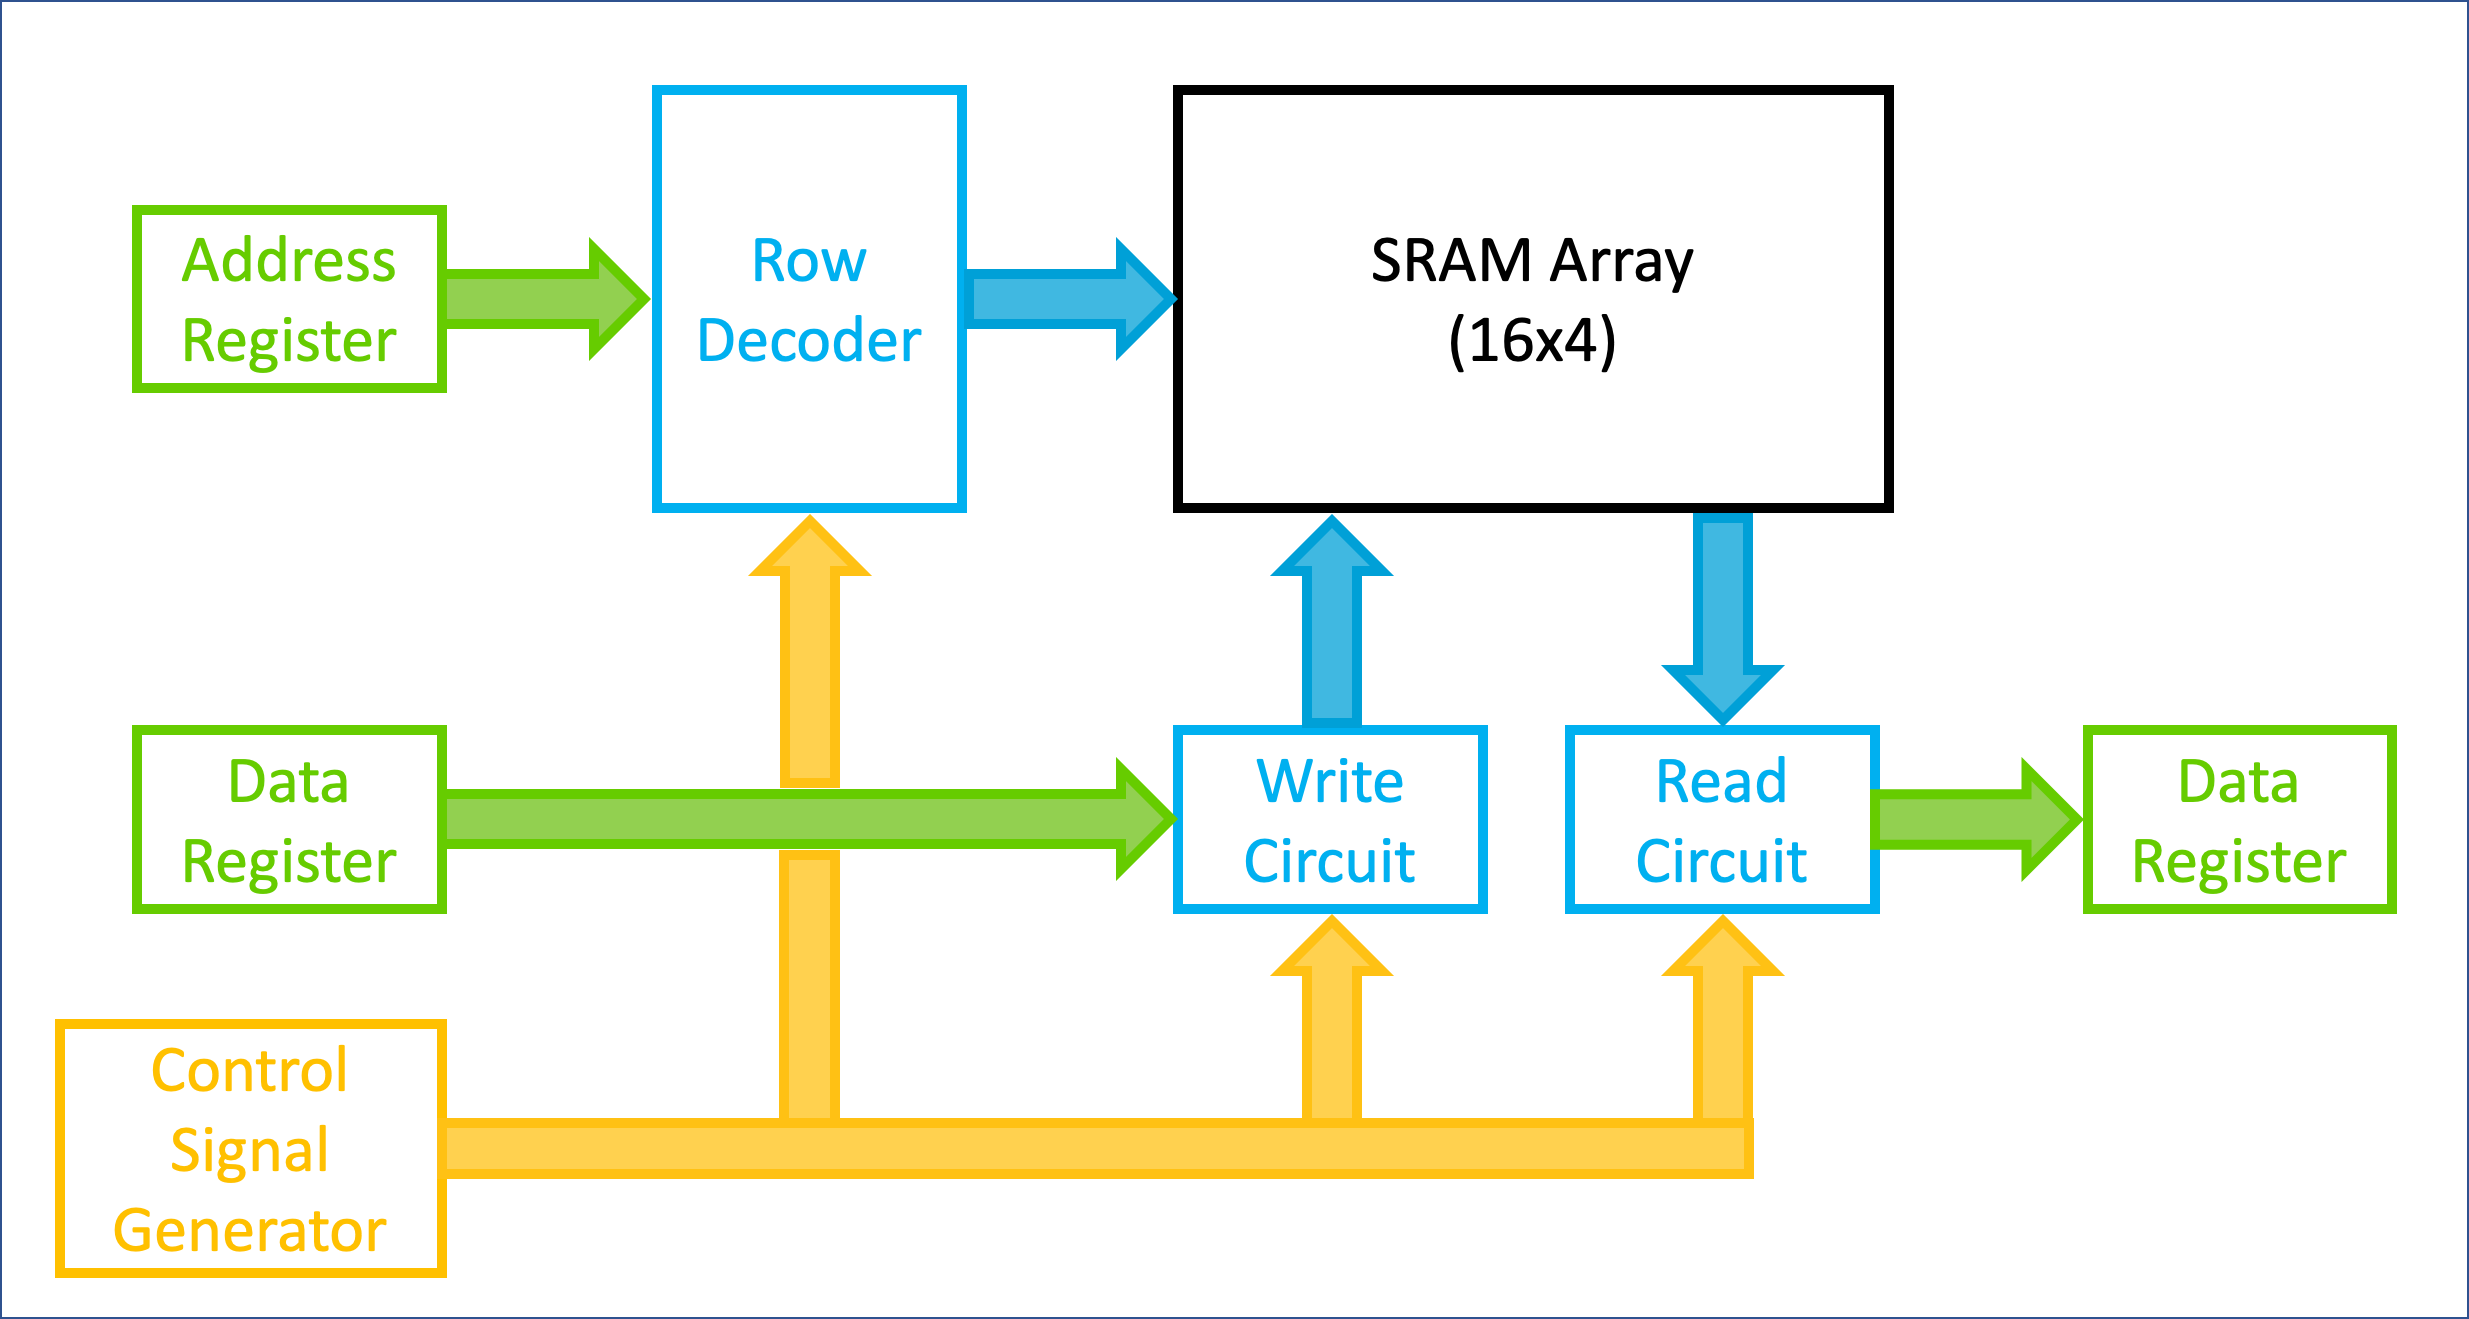 Address
Register
Row
Decoder
SRAM Array
(16x4)
Data
Register
Write
Circuit
Read
Circuit
Data
Register
Control
Signal
Generator